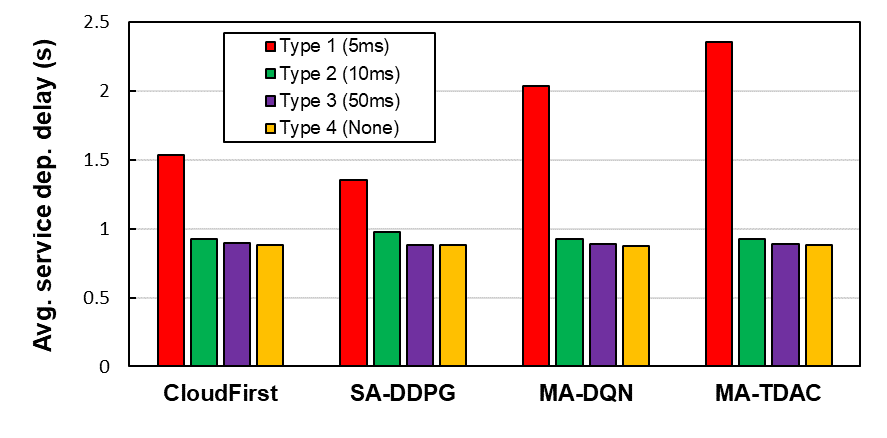 Avg. service dep. delay (s)
2.5
2
1.5
1
0.5
0
Type 1 (5ms)
Type 2 (10ms)
Type 3 (50ms)
Type 4 (None)
CloudFirst SA-DDPG MA-DQN MA-TDAC